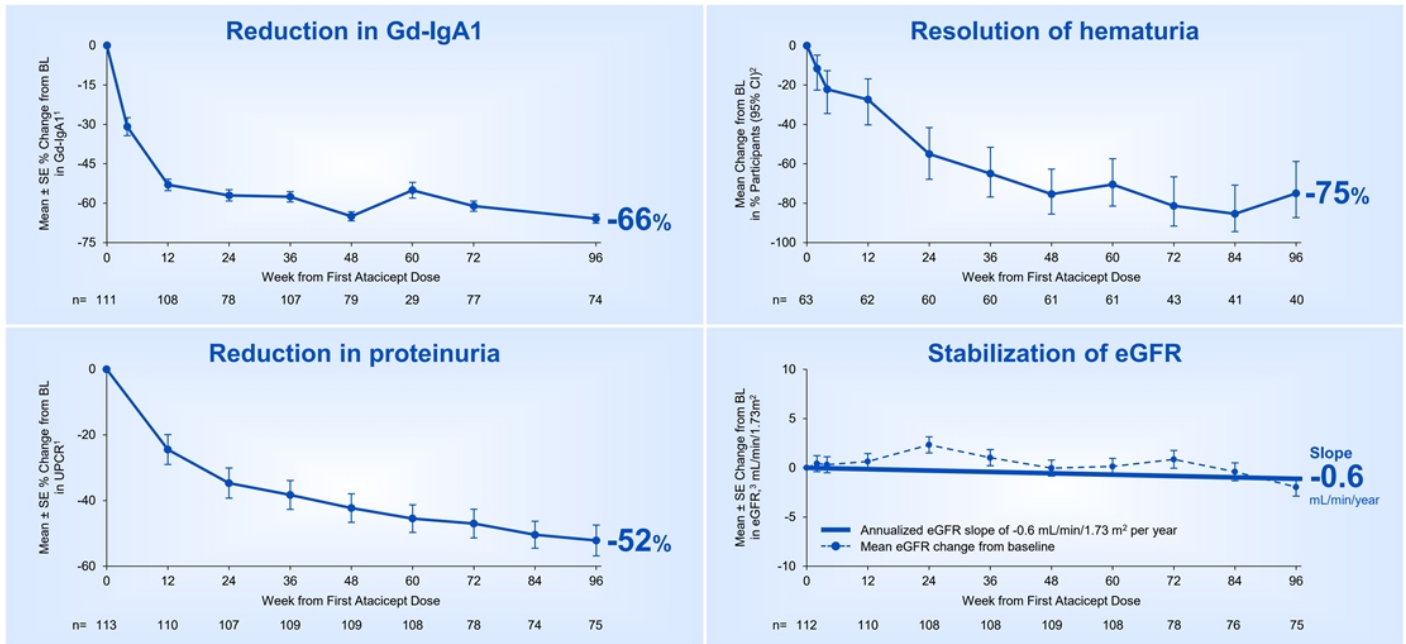 Reduction in Gd-IgA1
Mean ± SE % Change from BL
in Gd-IgA1¹
0
-15
-30
-45
-60
-75
-66%
0 12 24 36 48 60 72 96
Week from First Atacicept Dose
n= 111 108 78 107 79 29 77 74
Resolution of hematuria
Mean Change from BL
in % Participants (95% CI)²
0
-20
-40
-60
-80
-100
-75%
0 12 24 36 48 60 72 84 96
Week from First Atacicept Dose
n= 63 62 60 60 61 61 43 41 40
Reduction in proteinuria
Mean ± SE % Change from BL
in UPCR¹
0
-20
-40
-60
-52%
0 12 24 36 48 60 72 84 96
Week from First Atacicept Dose
n= 113 110 107 109 109 108 78 74 75
Stabilization of eGFR
Mean ± SE Change from BL
in eGFR,³ mL/min/1.73m²
10
5
0
-5
-10
Slope
-0.6
mL/min/year
Annualized eGFR slope of -0.6 mL/min/1.73 m² per year
Mean eGFR change from baseline
0 12 24 36 48 60 72 84 96
Week from First Atacicept Dose
n= 112 110 108 108 109 108 78 76 75